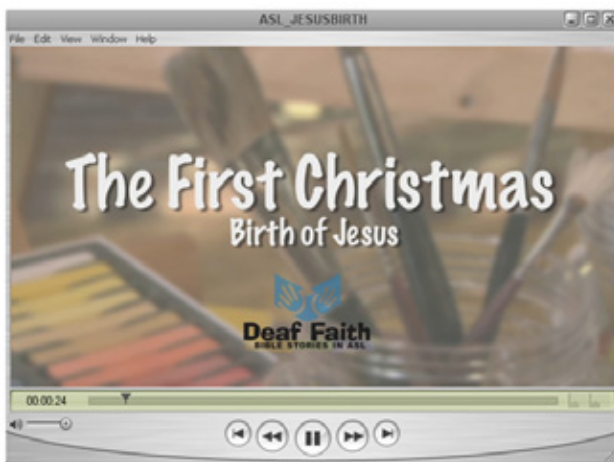 ASL_JESUSBIRTH
File Edit View Window Help
The First Christmas
Birth of Jesus
Deaf Faith
BIBLE STORIES IN ASL
00:00:24